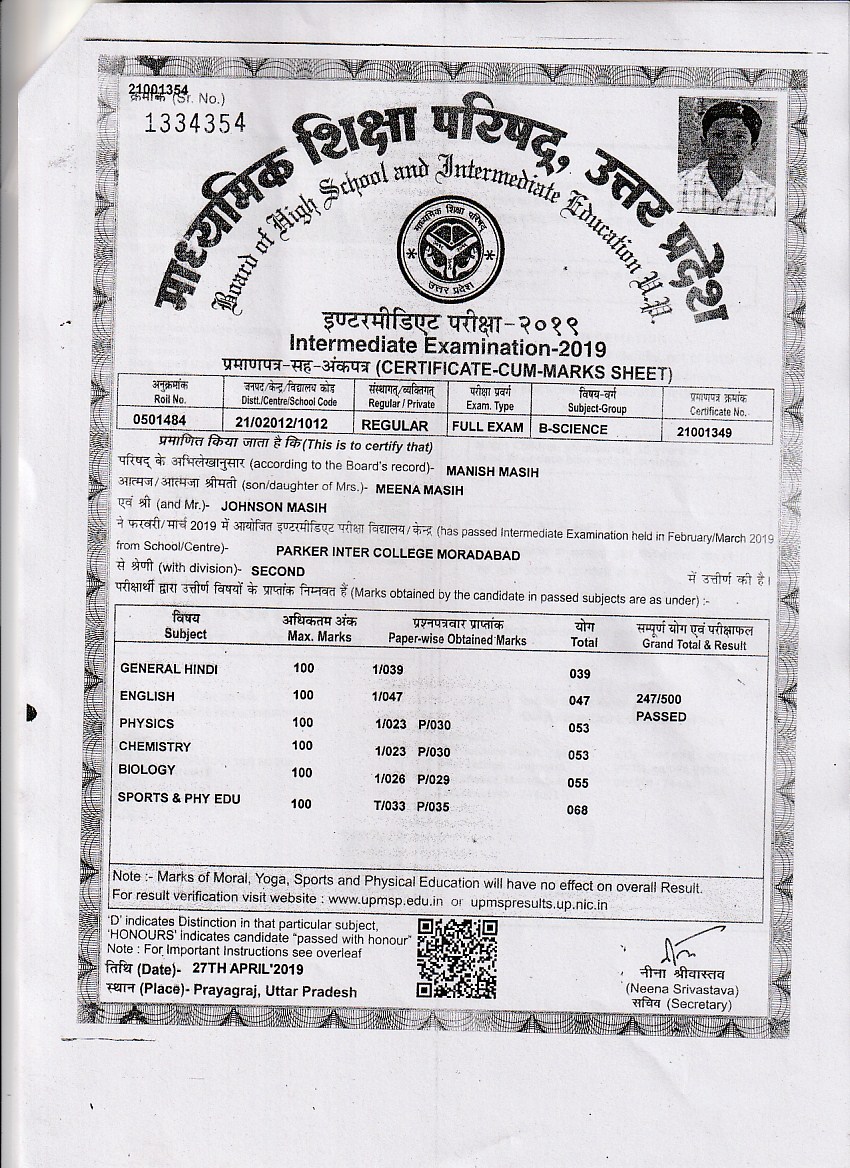 21001354
क्रमांक (Sr. No.)
1334354
माध्यमिक शिक्षा परिषद्, उत्तर प्रदेश
Board of High School and Intermediate Education U.P.
माध्यमिक शिक्षा परिषद्
उत्तर प्रदेश
इण्टरमीडिएट परीक्षा-२०१९
Intermediate Examination-2019
प्रमाणपत्र-सह-अंकपत्र (CERTIFICATE-CUM-MARKS SHEET)
अनुक्रमांक जनपद/केन्द्र/विद्यालय कोड संस्थागत/व्यक्तिगत परीक्षा प्रवर्ग विषय-वर्ग प्रमाणपत्र क्रमांक
Roll No. Distt./Centre/School Code Regular / Private Exam. Type Subject-Group Certificate No.
0501484 21/02012/1012 REGULAR FULL EXAM B-SCIENCE 21001349
प्रमाणित किया जाता है कि (This is to certify that)
परिषद के अभिलेखानुसार (according to the Board's record)- MANISH MASIH
आत्मज/आत्मजा श्रीमती (son/daughter of Mrs.)- MEENA MASIH
एवं श्री (and Mr.)- JOHNSON MASIH
ने फरवरी/मार्च 2019 में आयोजित इण्टरमीडिएट परीक्षा विद्यालय/केन्द्र (has passed Intermediate Examination held in February/March 2019
from School/Centre)- PARKER INTER COLLEGE MORADABAD
से श्रेणी (with division)- SECOND में उत्तीर्ण की है।
परीक्षार्थी द्वारा उत्तीर्ण विषयों के प्राप्तांक निम्नवत हैं (Marks obtained by the candidate in passed subjects are as under) :-
विषय अधिकतम अंक प्रश्नपत्रवार प्राप्तांक योग सम्पूर्ण योग एवं परीक्षाफल
Subject Max. Marks Paper-wise Obtained Marks Total Grand Total & Result
GENERAL HINDI 100 1/039 039
ENGLISH 100 1/047 047 247/500
PASSED
PHYSICS 100 1/023 P/030 053
CHEMISTRY 100 1/023 P/030 053
BIOLOGY 100 1/026 P/029 055
SPORTS & PHY EDU 100 T/033 P/035 068
Note :- Marks of Moral, Yoga, Sports and Physical Education will have no effect on overall Result.
For result verification visit website : www.upmsp.edu.in or upmspresults.up.nic.in
'D' indicates Distinction in that particular subject,
'HONOURS' indicates candidate "passed with honour"
Note : For Important Instructions see overleaf
तिथि (Date)- 27TH APRIL'2019
स्थान (Place)- Prayagraj, Uttar Pradesh
नीना श्रीवास्तव
(Neena Srivastava)
सचिव (Secretary)